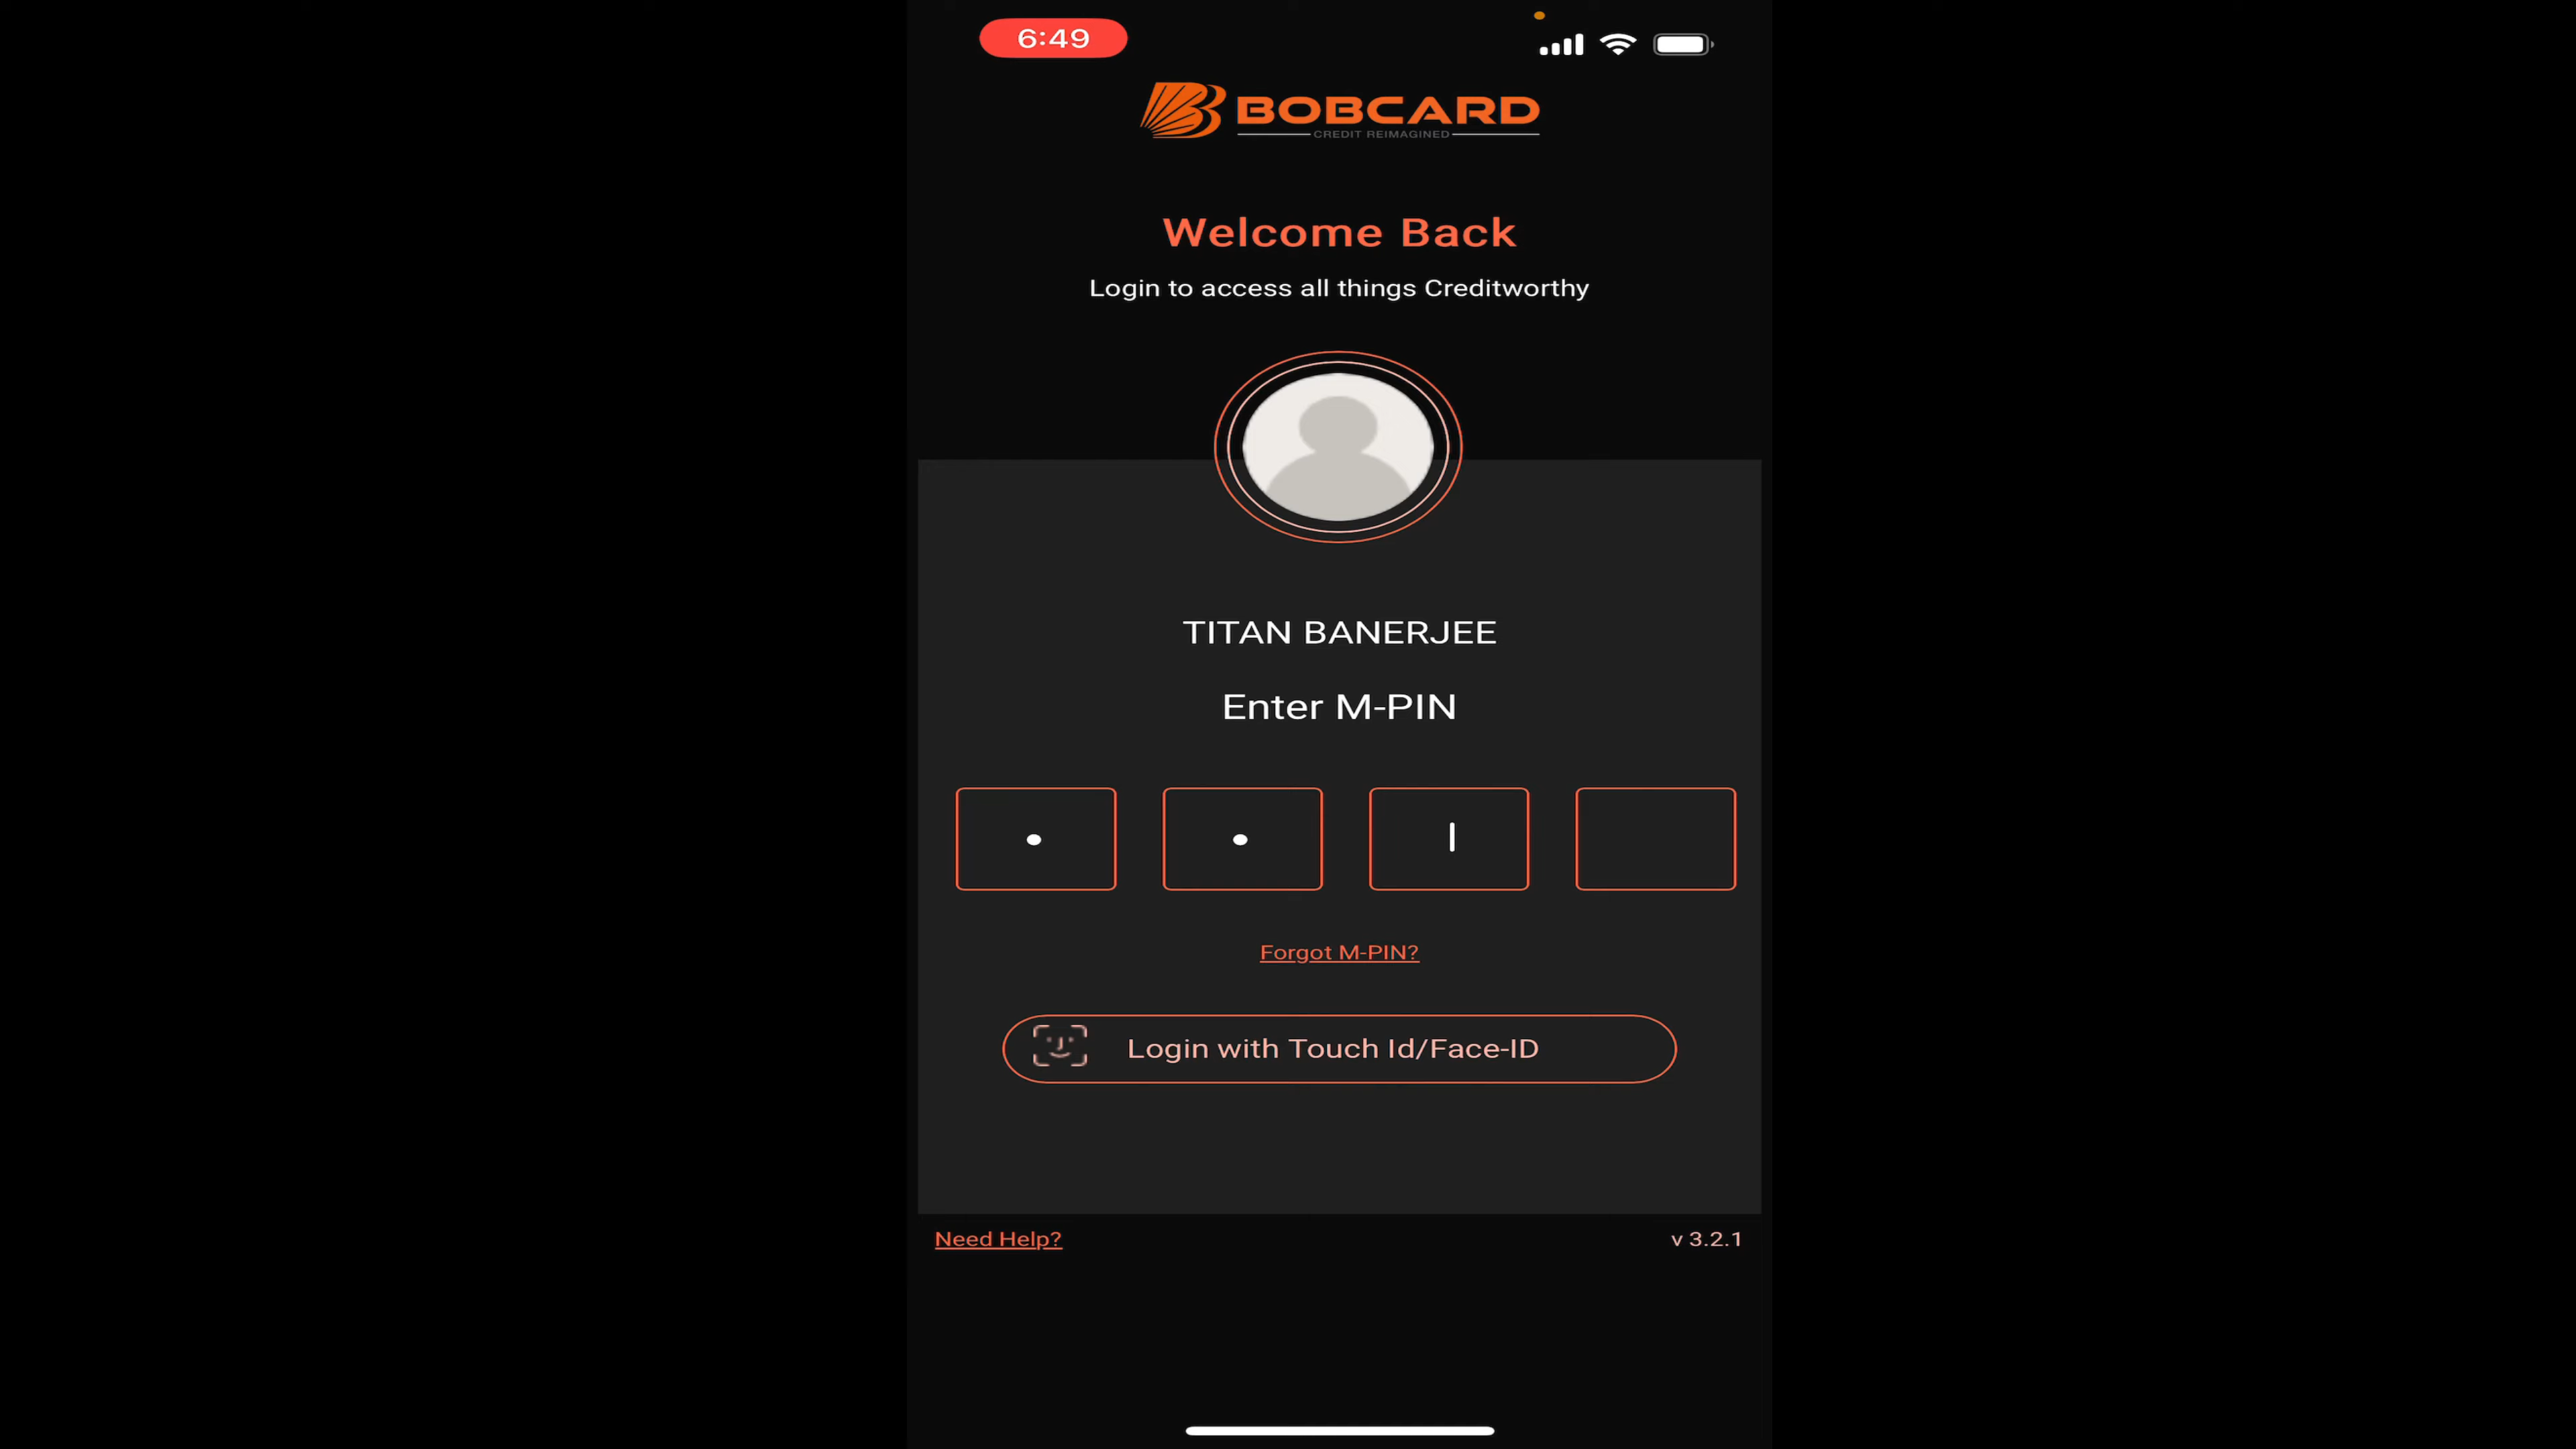 6:49
BOBCARD
CREDIT REIMAGINED
Welcome Back
Login to access all things Creditworthy
TITAN BANERJEE
Enter M-PIN
Forgot M-PIN?
Login with Touch Id/Face-ID
Need Help?
v 3.2.1